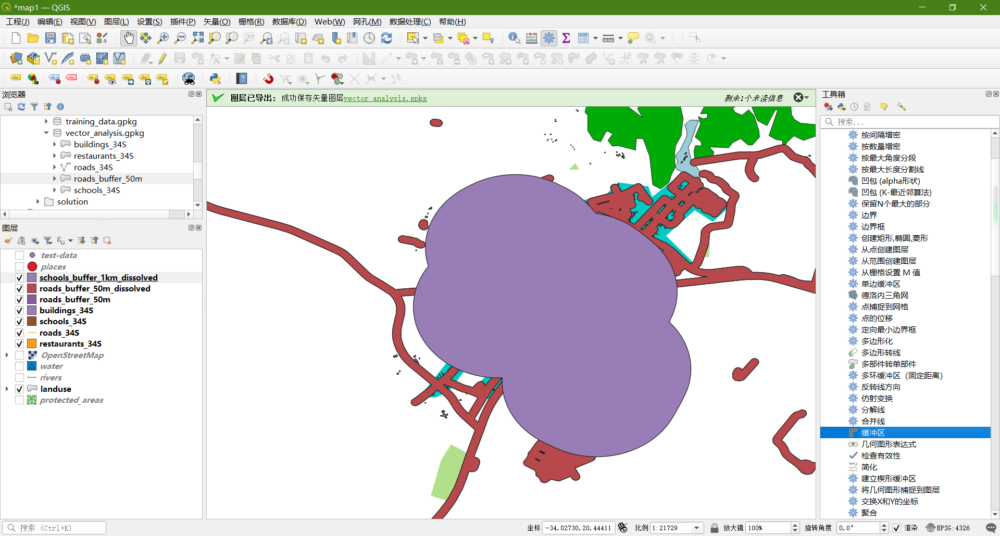 *map1 — QGIS
工程(J) 编辑(E) 视图(V) 图层(L) 设置(S) 插件(P) 矢量(O) 栅格(R) 数据库(D) Web(W) 网孔(M) 数据处理(C) 帮助(H)
浏览器
training_data.gpkg
vector_analysis.gpkg
buildings_34S
restaurants_34S
roads_34S
roads_buffer_50m
schools_34S
solution
图层
test-data
places
schools_buffer_1km_dissolved
roads_buffer_50m_dissolved
roads_buffer_50m
buildings_34S
schools_34S
roads_34S
restaurants_34S
OpenStreetMap
water
rivers
landuse
protected_areas
图层已导出：成功保存矢量图层vector_analysis.gpkg
剩余1个未读信息
工具箱
搜索...
按间隔增密
按数量增密
按最大角度分段
按最大长度分割线
凹包 (alpha形状)
凹包 (K-最近邻算法)
保留N个最大的部分
边界
边界框
创建矩形,椭圆,菱形
从点创建图层
从范围创建图层
从栅格设置 M 值
单边缓冲区
德洛内三角网
点捕捉到网格
点的位移
定向最小边界框
多边形化
多边形转线
多部件转单部件
多环缓冲区（固定距离）
反转线方向
仿射变换
分解线
合并线
缓冲区
几何图形表达式
检查有效性
简化
建立楔形缓冲区
将几何图形捕捉到图层
交换X和Y的坐标
聚合
搜索 (Ctrl+K)
坐标 -34.02730,20.44411 比例 1:21729 放大镜 100% 旋转角度 0.0° 渲染 EPSG:4326